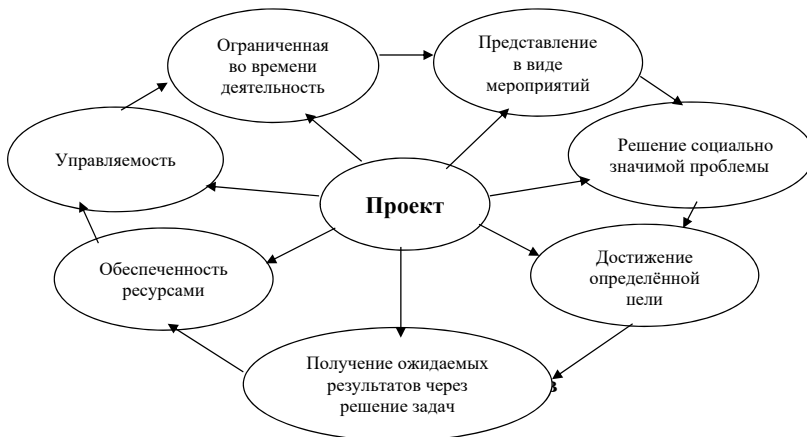 Ограниченная
во времени
деятельность
Представление
в виде
мероприятий
Управляемость
Решение социально
значимой проблемы
Проект
Обеспеченность
ресурсами
Достижение
определённой
цели
Получение ожидаемых
результатов через
решение задач